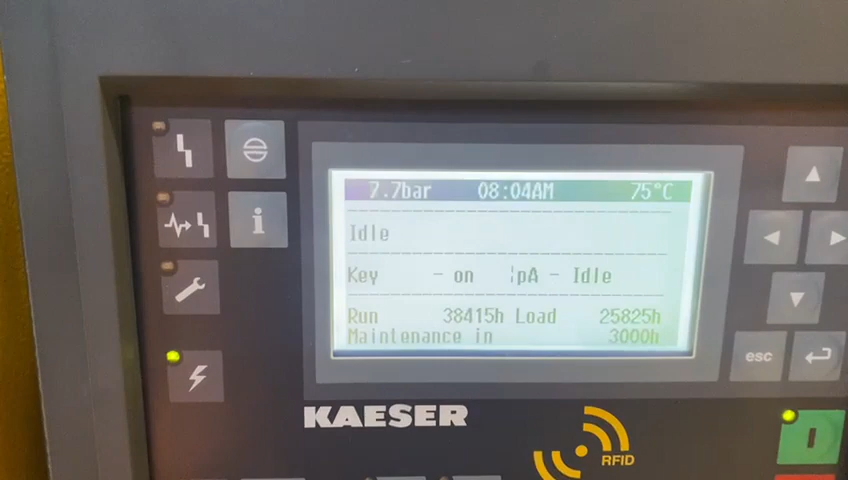 7.7bar 08:04AM 75°C
Idle
Key - on ¦pA - Idle
Run 38415h Load 25825h
Maintenance in 3000h
esc
KAESER
RFID